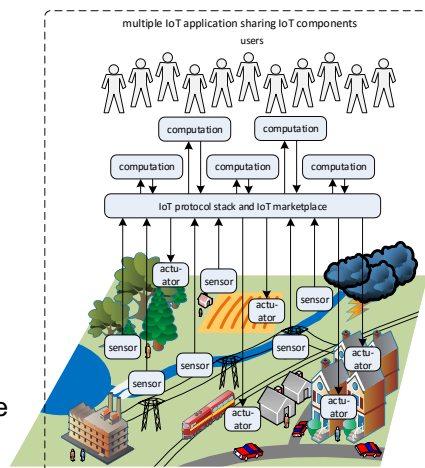 multiple IoT application sharing IoT components
users
computation
computation
computation
computation
computation
IoT protocol stack and IoT marketplace
actu-
ator
sensor
sensor
actu-
ator
sensor
sensor
sensor
actu-
ator
sensor
actu-
ator
actu-
ator
e